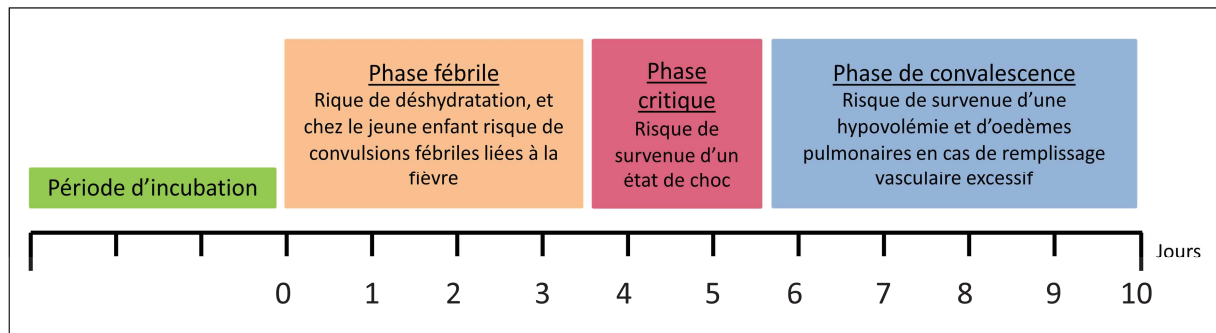 Phase fébrile
Rique de déshydratation, et
chez le jeune enfant risque de
convulsions fébriles liées à la
fièvre
Phase
critique
Risque de
survenue d'un
état de choc
Phase de convalescence
Risque de survenue d'une
hypovolémie et d'oedèmes
pulmonaires en cas de remplissage
vasculaire excessif
Période d'incubation
Jours
0 1 2 3 4 5 6 7 8 9 10